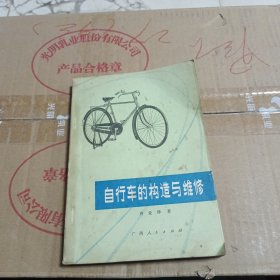 光明乳业股份有限公司
产品合格章
自行车的构造与维修
广西人民出版社